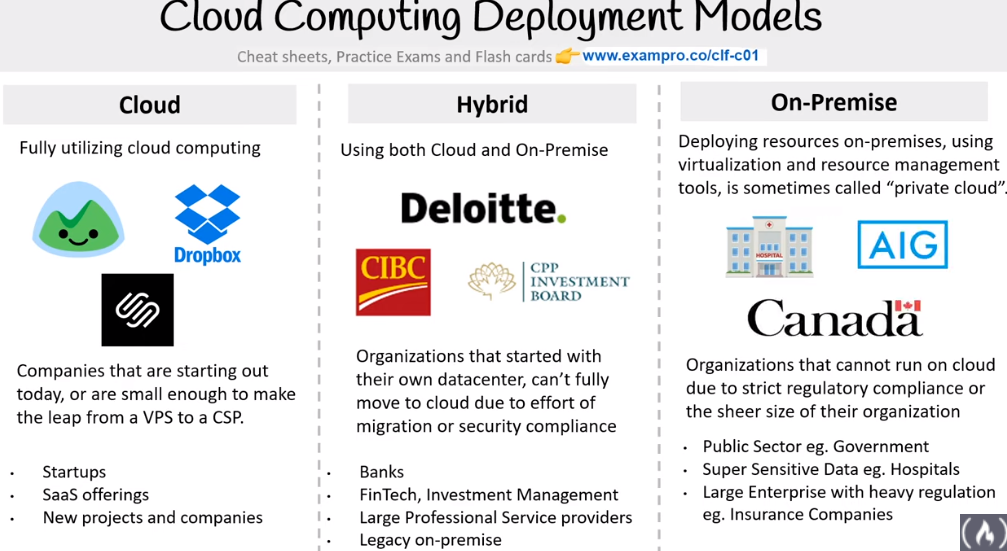 Cloud Computing Deployment Models
Cheat sheets, Practice Exams and Flash cards 👉 www.exampro.co/clf-c01
Cloud
Fully utilizing cloud computing
Dropbox
Companies that are starting out
today, or are small enough to make
the leap from a VPS to a CSP.
· Startups
· SaaS offerings
· New projects and companies
Hybrid
Using both Cloud and On-Premise
Deloitte.
CIBC
CPP
INVESTMENT
BOARD
Organizations that started with
their own datacenter, can’t fully
move to cloud due to effort of
migration or security compliance
· Banks
· FinTech, Investment Management
· Large Professional Service providers
· Legacy on-premise
On-Premise
Deploying resources on-premises, using
virtualization and resource management
tools, is sometimes called “private cloud”.
HOSPITAL
AIG
Canada
Organizations that cannot run on cloud
due to strict regulatory compliance or
the sheer size of their organization
· Public Sector eg. Government
· Super Sensitive Data eg. Hospitals
· Large Enterprise with heavy regulation
eg. Insurance Companies